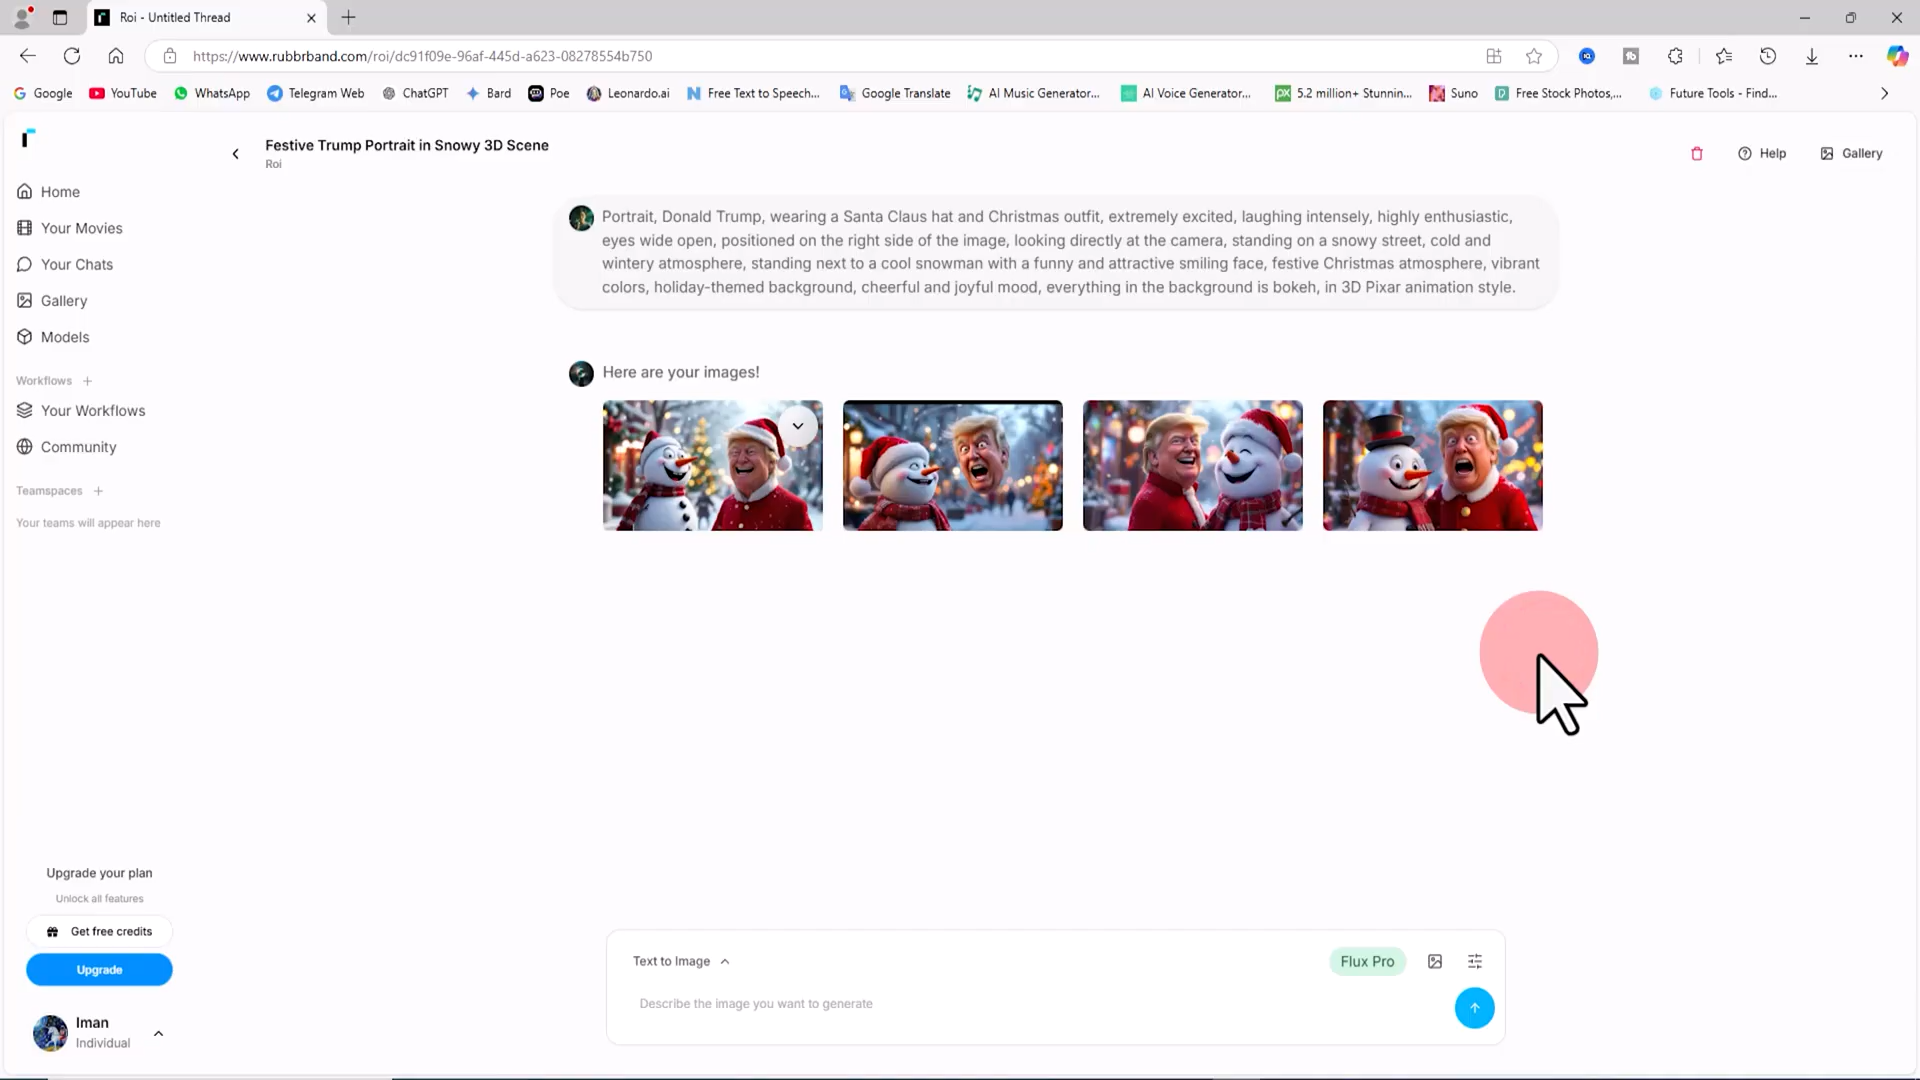 Roi - Untitled Thread
https://www.rubbrband.com/roi/dc91f09e-96af-445d-a623-08278554b750
Google YouTube WhatsApp Telegram Web ChatGPT Bard Poe Leonardo.ai Free Text to Speech... Google Translate AI Music Generator... AI Voice Generator... 5.2 million+ Stunnin... Suno Free Stock Photos,... Future Tools - Find...
Festive Trump Portrait in Snowy 3D Scene
Roi
Help
Gallery
Home
Your Movies
Your Chats
Gallery
Models
Workflows
Your Workflows
Community
Teamspaces
Your teams will appear here
Portrait, Donald Trump, wearing a Santa Claus hat and Christmas outfit, extremely excited, laughing intensely, highly enthusiastic,
eyes wide open, positioned on the right side of the image, looking directly at the camera, standing on a snowy street, cold and
wintery atmosphere, standing next to a cool snowman with a funny and attractive smiling face, festive Christmas atmosphere, vibrant
colors, holiday-themed background, cheerful and joyful mood, everything in the background is bokeh, in 3D Pixar animation style.
Here are your images!
Upgrade your plan
Unlock all features
Get free credits
Upgrade
Iman
Individual
Text to Image
Flux Pro
Describe the image you want to generate